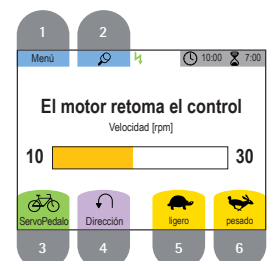 1 2
Menú 10:00 7:00
El motor retoma el control
Velocidad [rpm]
10 30
ServoPedalo Dirección ligero pesado
3 4 5 6